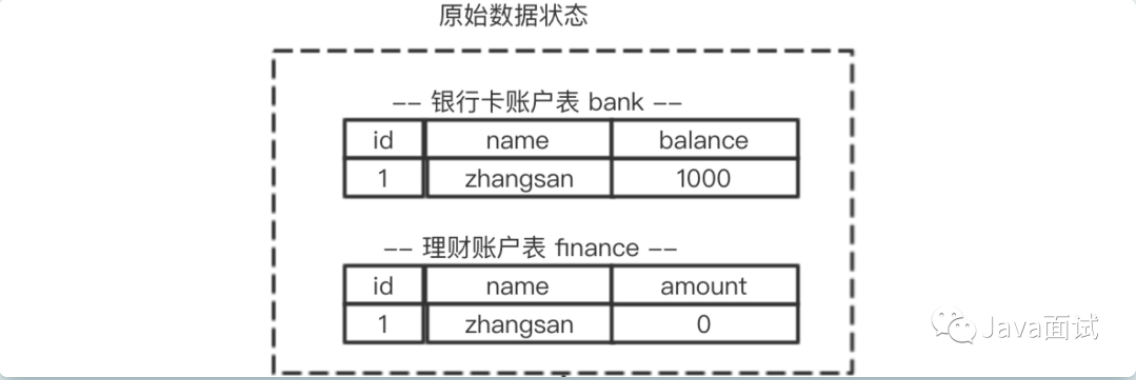 原始数据状态
-- 银行卡账户表 bank --
id name balance
1 zhangsan 1000
-- 理财账户表 finance --
id name amount
1 zhangsan 0
Java面试